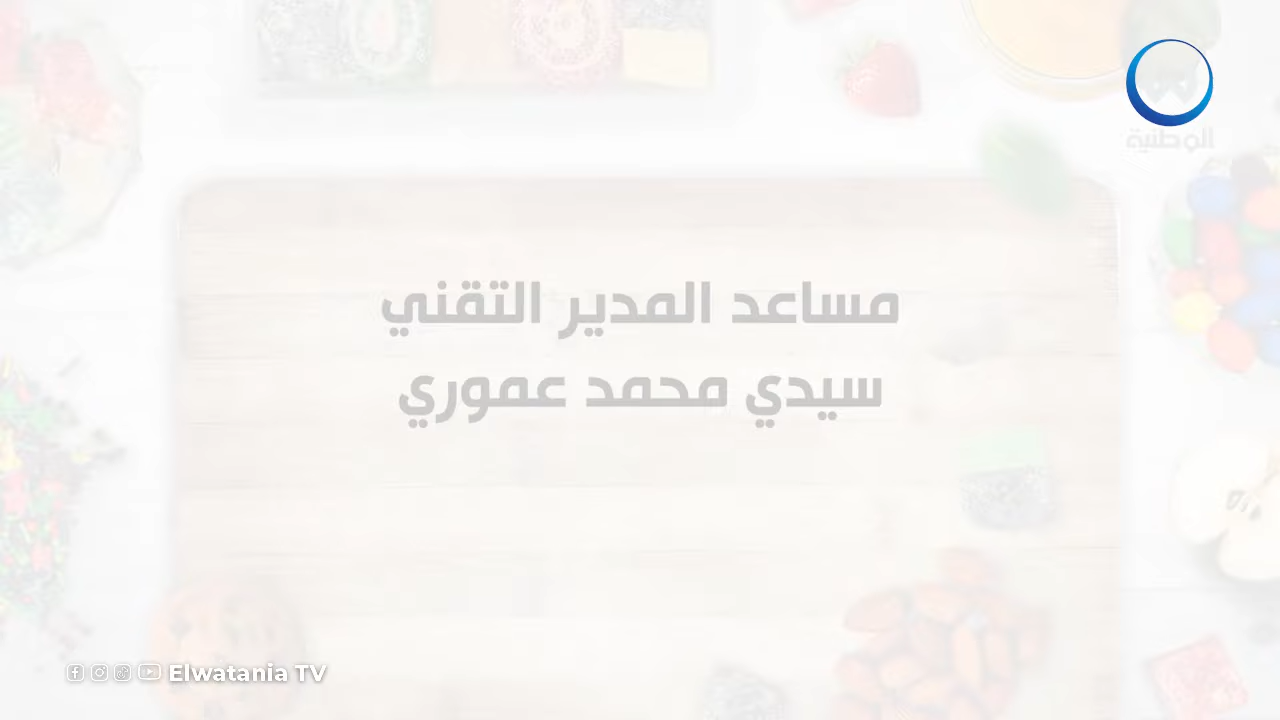 الوطنية
مساعد المدير التقني
سيدي محمد عموري
Elwatania TV